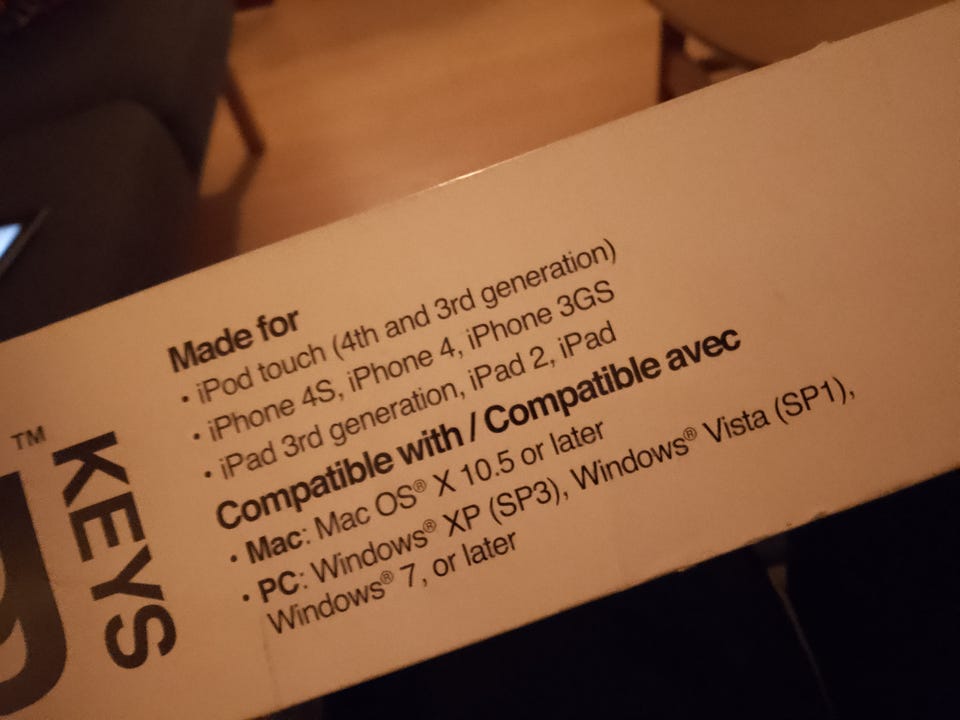 Made for
• iPod touch (4th and 3rd generation)
• iPhone 4S, iPhone 4, iPhone 3GS
• iPad 3rd generation, iPad 2, iPad
Compatible with / Compatible avec
• Mac: Mac OS® X 10.5 or later
• PC: Windows® XP (SP3), Windows® Vista (SP1),
Windows® 7, or later
™
KEYS